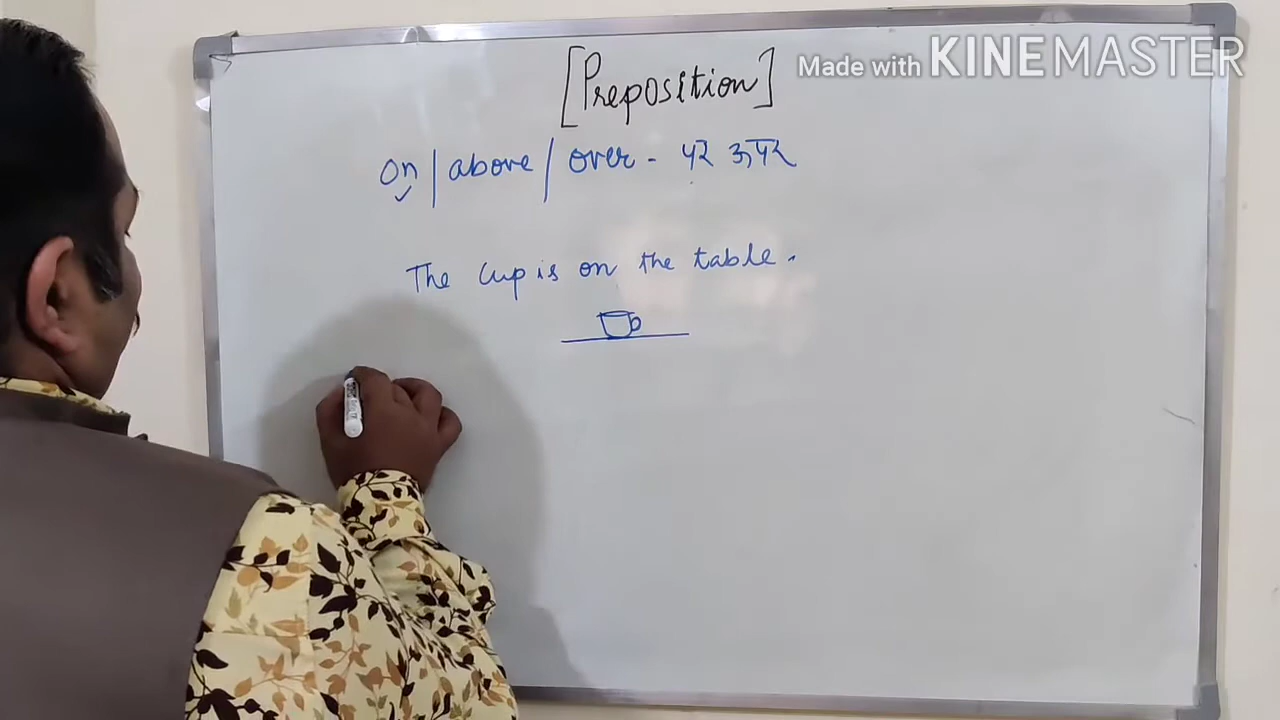 [Preposition]
Made with KINEMASTER
On / above / over - पर ऊपर
The Cup is on the table.